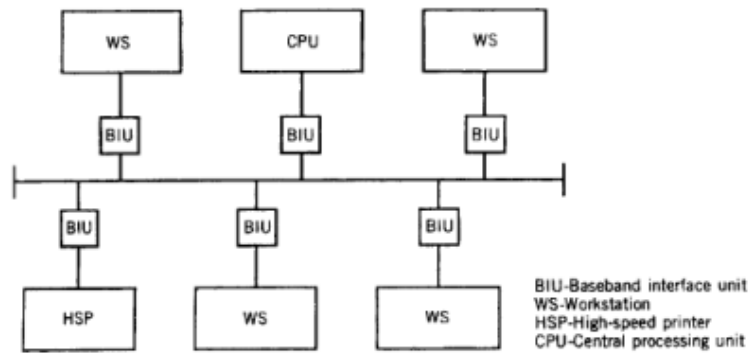 WS
CPU
WS
BIU
BIU
BIU
BIU
BIU
BIU
HSP
WS
WS
BIU-Baseband interface unit
WS-Workstation
HSP-High-speed printer
CPU-Central processing unit